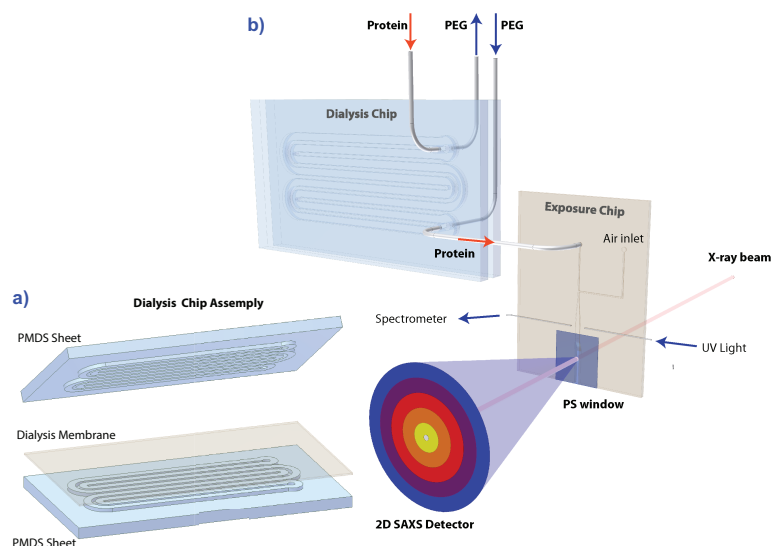 b)
Protein
PEG
PEG
Dialysis Chip
Exposure Chip
Air inlet
Protein
X-ray beam
a)
Dialysis Chip Assemply
PMDS Sheet
Spectrometer
UV Light
1
PS window
Dialysis Membrane
2D SAXS Detector
PMDS Sheet